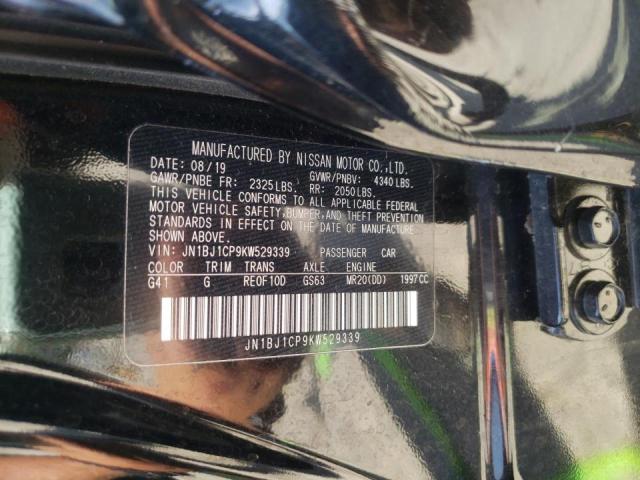 MANUFACTURED BY NISSAN MOTOR CO.,LTD.
DATE: 08/19 GVWR/PNBV: 4340LBS.
GAWR/PNBE FR: 2325LBS. RR: 2050LBS.
THIS VEHICLE CONFORMS TO ALL APPLICABLE FEDERAL
MOTOR VEHICLE SAFETY,BUMPER,AND THEFT PREVENTION
STANDARDS IN EFFECT ON THE DATE OF MANUFACTURE
SHOWN ABOVE.
VIN: JN1BJ1CP9KW529339 PASSENGER CAR
COLOR TRIM TRANS AXLE ENGINE
G41 G RE0F10D GS63 MR20(DD) 1997CC
JN1BJ1CP9KW529339